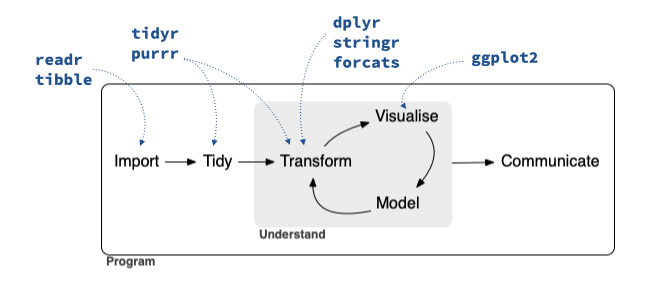 readr
tibble
tidyr
purrr
dplyr
stringr
forcats
ggplot2
Import
Tidy
Transform
Visualise
Model
Communicate
Understand
Program